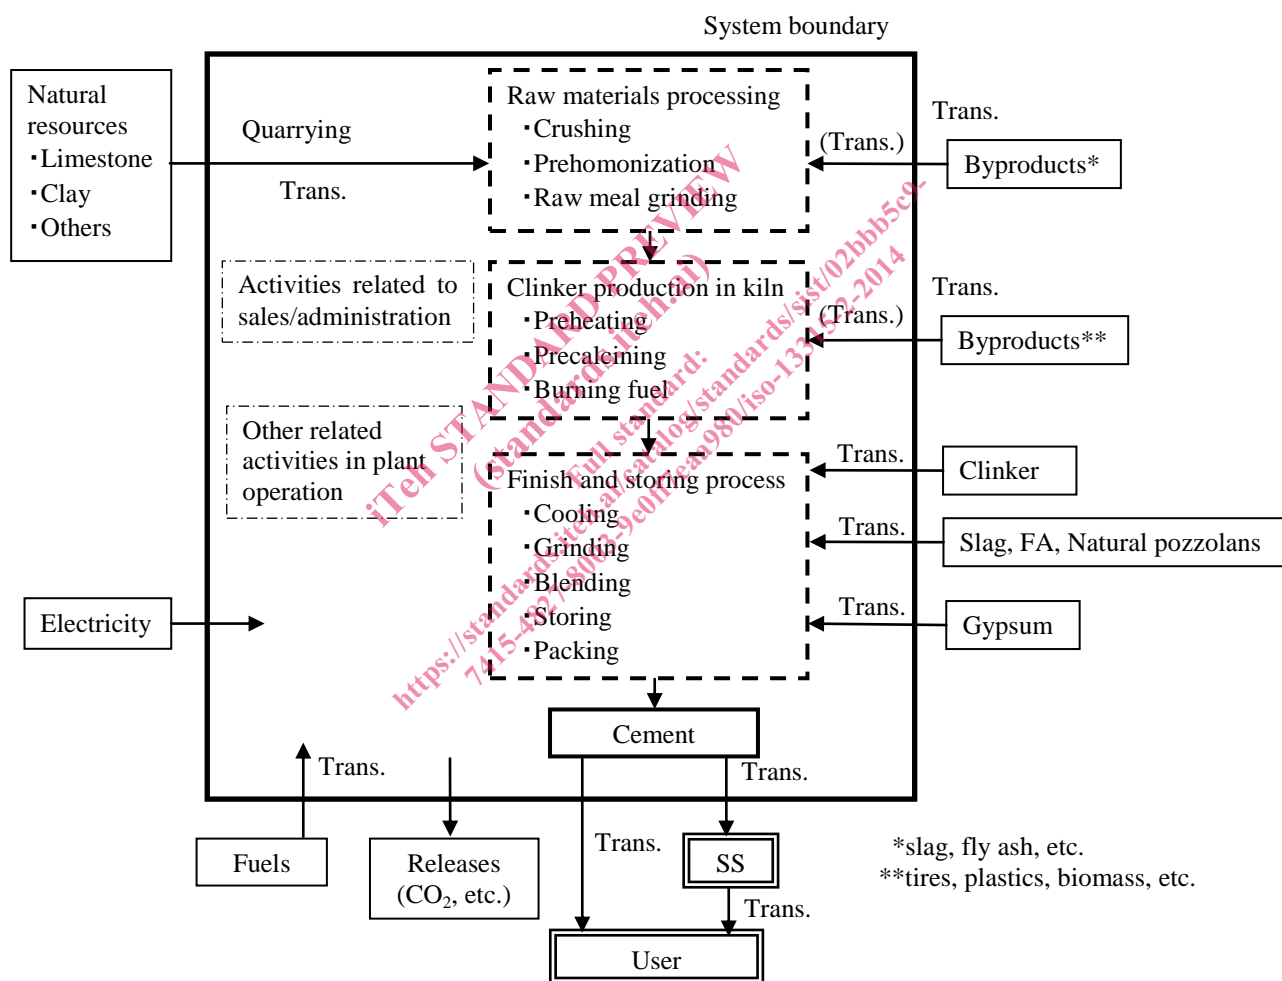 System boundary
Natural
resources
・Limestone
・Clay
・Others
Quarrying
Trans.
Raw materials processing
・Crushing
・Prehomonization
・Raw meal grinding
Trans.
(Trans.)
Byproducts*
Activities related to
sales/administration
Clinker production in kiln
・Preheating
・Precalcining
・Burning fuel
Trans.
(Trans.)
Byproducts**
Other related
activities in plant
operation
Finish and storing process
・Cooling
・Grinding
・Blending
・Storing
・Packing
Trans.
Clinker
Trans.
Slag, FA, Natural pozzolans
Trans.
Gypsum
Electricity
Cement
Trans.
Trans.
Fuels
Releases
(CO₂, etc.)
Trans.
SS
Trans.
User
*slag, fly ash, etc.
**tires, plastics, biomass, etc.
iTeh STANDARD PREVIEW
(standards.iteh.ai)
Full standard: